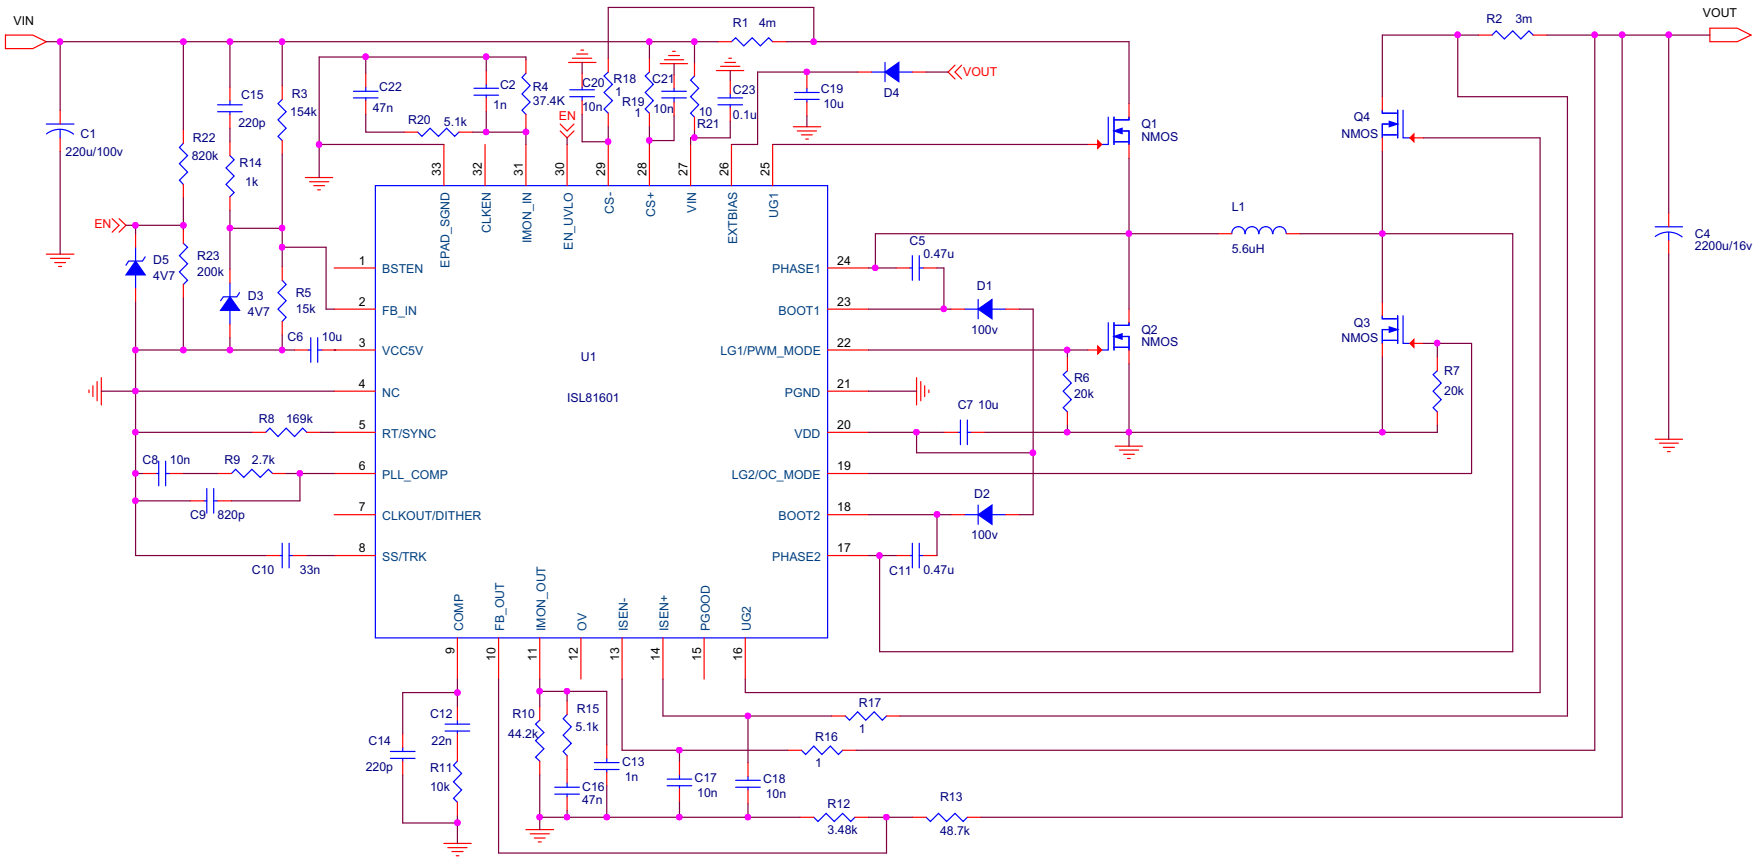 VIN
VOUT
R1 4m
R2 3m
C1
220u/100v
R22
820k
C15
220p
R14
1k
R3
154k
C22
47n
C2
1n
R4
37.4K
R20 5.1k
C20
10n
R18
1
R19
1
C21
10n
10
R21
C23
0.1u
C19
10u
D4
VOUT
EN
EN
D5
4V7
R23
200k
D3
4V7
R5
15k
C6 10u
33
32
31
30
29
28
27
26
25
EPAD_SGND
CLKEN
IMON_IN
EN_UVLO
CS-
CS+
VIN
EXTBIAS
UG1
1 BSTEN
2 FB_IN
3 VCC5V
4 NC
5 RT/SYNC
6 PLL_COMP
7 CLKOUT/DITHER
8 SS/TRK
U1
ISL81601
PHASE1 24
BOOT1 23
LG1/PWM_MODE 22
PGND 21
VDD 20
LG2/OC_MODE 19
BOOT2 18
PHASE2 17
COMP
FB_OUT
IMON_OUT
OV
ISEN-
ISEN+
PGOOD
UG2
9
10
11
12
13
14
15
16
R8 169k
C8 10n
R9 2.7k
C9 820p
C10 33n
C5
0.47u
D1
100v
C7 10u
D2
100v
C11 0.47u
Q1
NMOS
Q2
NMOS
Q4
NMOS
Q3
NMOS
L1
5.6uH
R6
20k
R7
20k
C4
2200u/16v
C14
220p
C12
22n
R11
10k
R10
44.2k
R15
5.1k
C16
47n
C13
1n
C17
10n
C18
10n
R17
1
R16
1
R12
3.48k
R13
48.7k